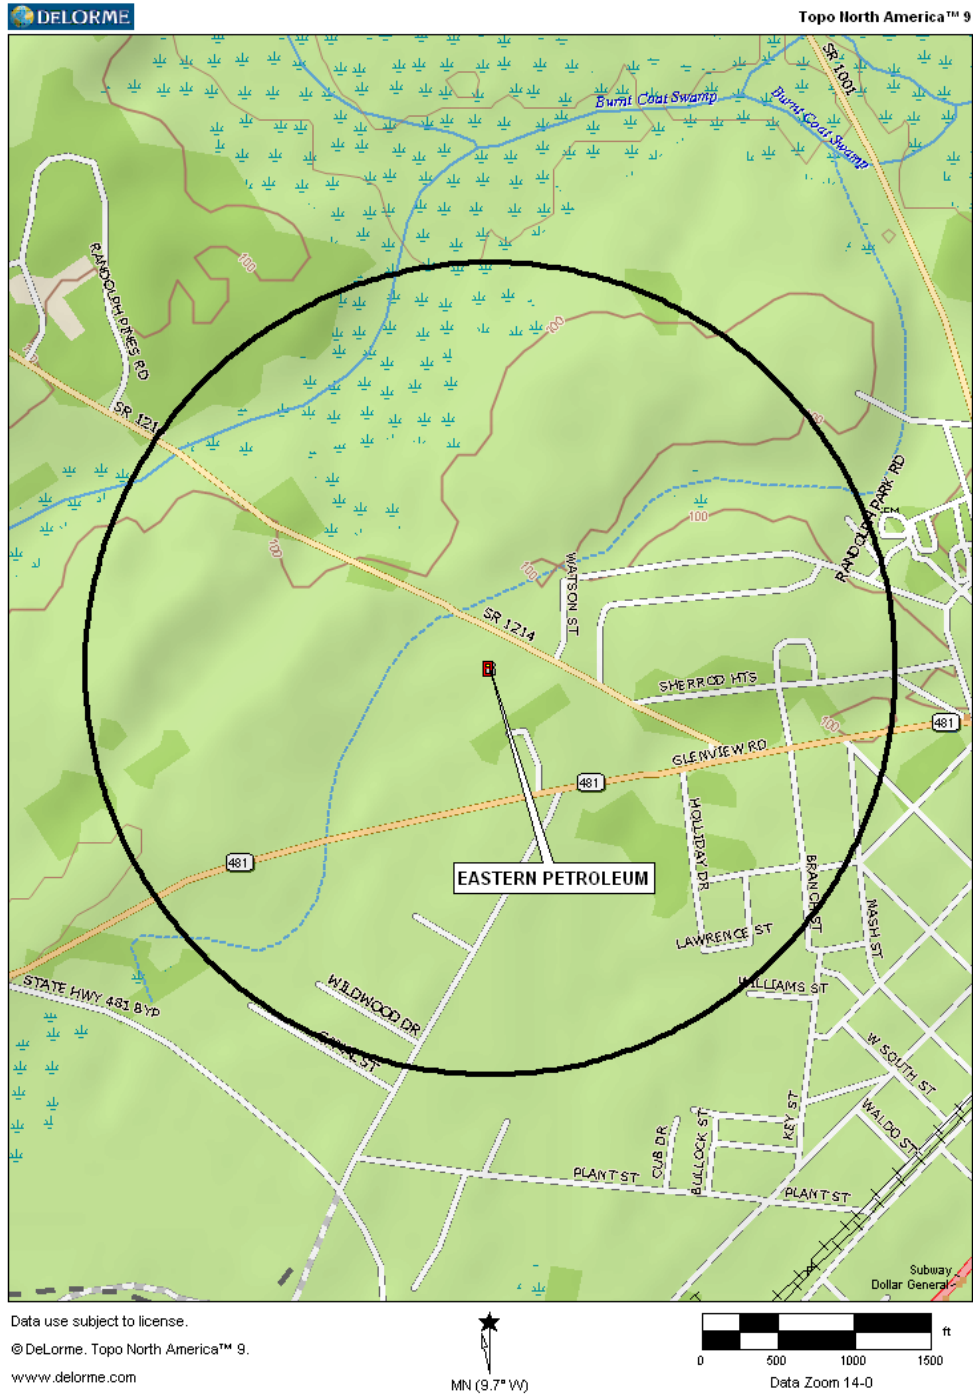 DELORME
Topo North America™ 9
SR 1001
Burnt Coat Swamp
Burnt Coat Swamp
RANDOLPH PINES RD
100
100
SR 121
100
RANDOLPH PARK RD
CEM
100
100
100
WATSON ST
SR 1214
SHERROD HTS
100
481
GLENVIEW RD
481
481
HOLLIDAY DR
BRANCH ST
EASTERN PETROLEUM
NASH ST
LAWRENCE ST
STATE HWY 481 BYP
WILDWOOD DR
WILLIAMS ST
W SOUTH ST
KEY ST
WALDO ST
CUB DR
BULLOCK ST
PLANT ST
PLANT ST
Subway
Dollar General
Data use subject to license.
© DeLorme. Topo North America™ 9.
www.delorme.com
MN (9.7° W)
ft
0 500 1000 1500
Data Zoom 14-0